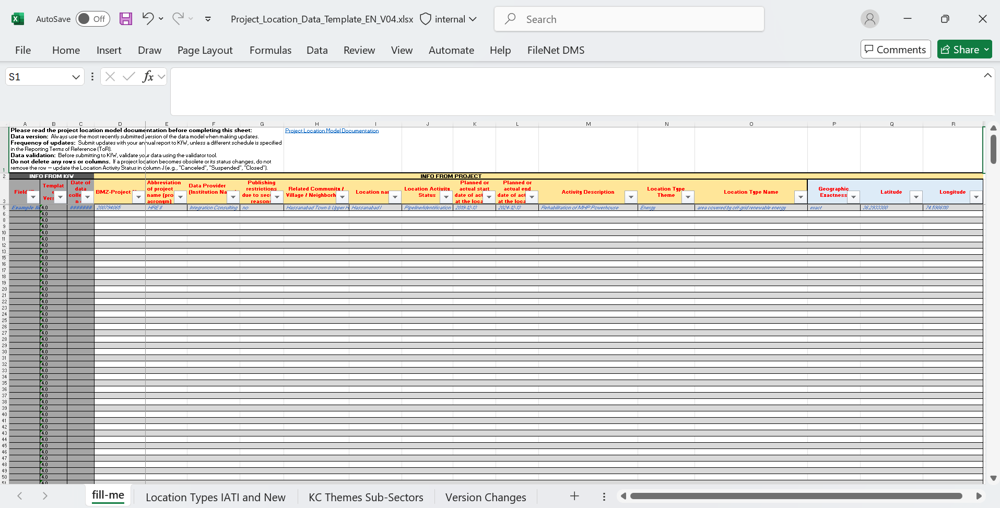 AutoSave Off Project_Location_Data_Template_EN_V04.xlsx internal Search
File Home Insert Draw Page Layout Formulas Data Review View Automate Help FileNet DMS Comments Share
S1 fx
A B C D E F G H I J K L M N O P Q R
Please read the project location model documentation before completing this sheet: Project Location Model Documentation
Data version: Always use the most recently submitted version of the data model when making updates.
Frequency of updates: Submit updates with your annual report to KfW, unless a different schedule is specified
in the Reporting Terms of Reference (ToR).
Data validation: Before submitting to KfW, validate your data using the validator tool.
Do not delete any rows or columns. If a project location becomes obsolete or its status changes, do not
1 remove the row — update the Location Activity Status in column J (e.g., "Canceled", "Suspended", "Closed").
2 INFO FROM KfW INFO FROM PROJECT
3 Templat Date of data BMZ-Project Abbreviation of project name (pro acronym) Data Provider (Institution Publishing restrictions due to reasons Related Community / Village / Location Location Activity Status Planned or actual start date of at the Planned or actual end date of at the Activity Description Location Type Theme Location Type Name Geographic Exactness Latitude Longitude
5 Example 4.0 ####### 200794065 HRE II Integration Consulting no Hassanabad Town & Upper H Hassanabad I Pipeline/identification 2019-12-13 2024-12-13 Rehabilitation of MHP Powerhouse Energy area covered by off-grid renewable energy exact 36.2933300 74.5986110
6 4.0
8 4.0
9 4.0
10 4.0
11 4.0
12 4.0
13 4.0
15 4.0
16 4.0
17 4.0
18 4.0
19 4.0
20 4.0
21 4.0
22 4.0
23 4.0
24 4.0
25 4.0
26 4.0
27 4.0
28 4.0
29 4.0
30 4.0
31 4.0
32 4.0
33 4.0
34 4.0
35 4.0
36 4.0
37 4.0
38 4.0
39 4.0
40 4.0
41 4.0
42 4.0
43 4.0
44 4.0
45 4.0
46 4.0
47 4.0
48 4.0
49 4.0
50 4.0
51 4.0
fill-me Location Types IATI and New KC Themes Sub-Sectors Version Changes